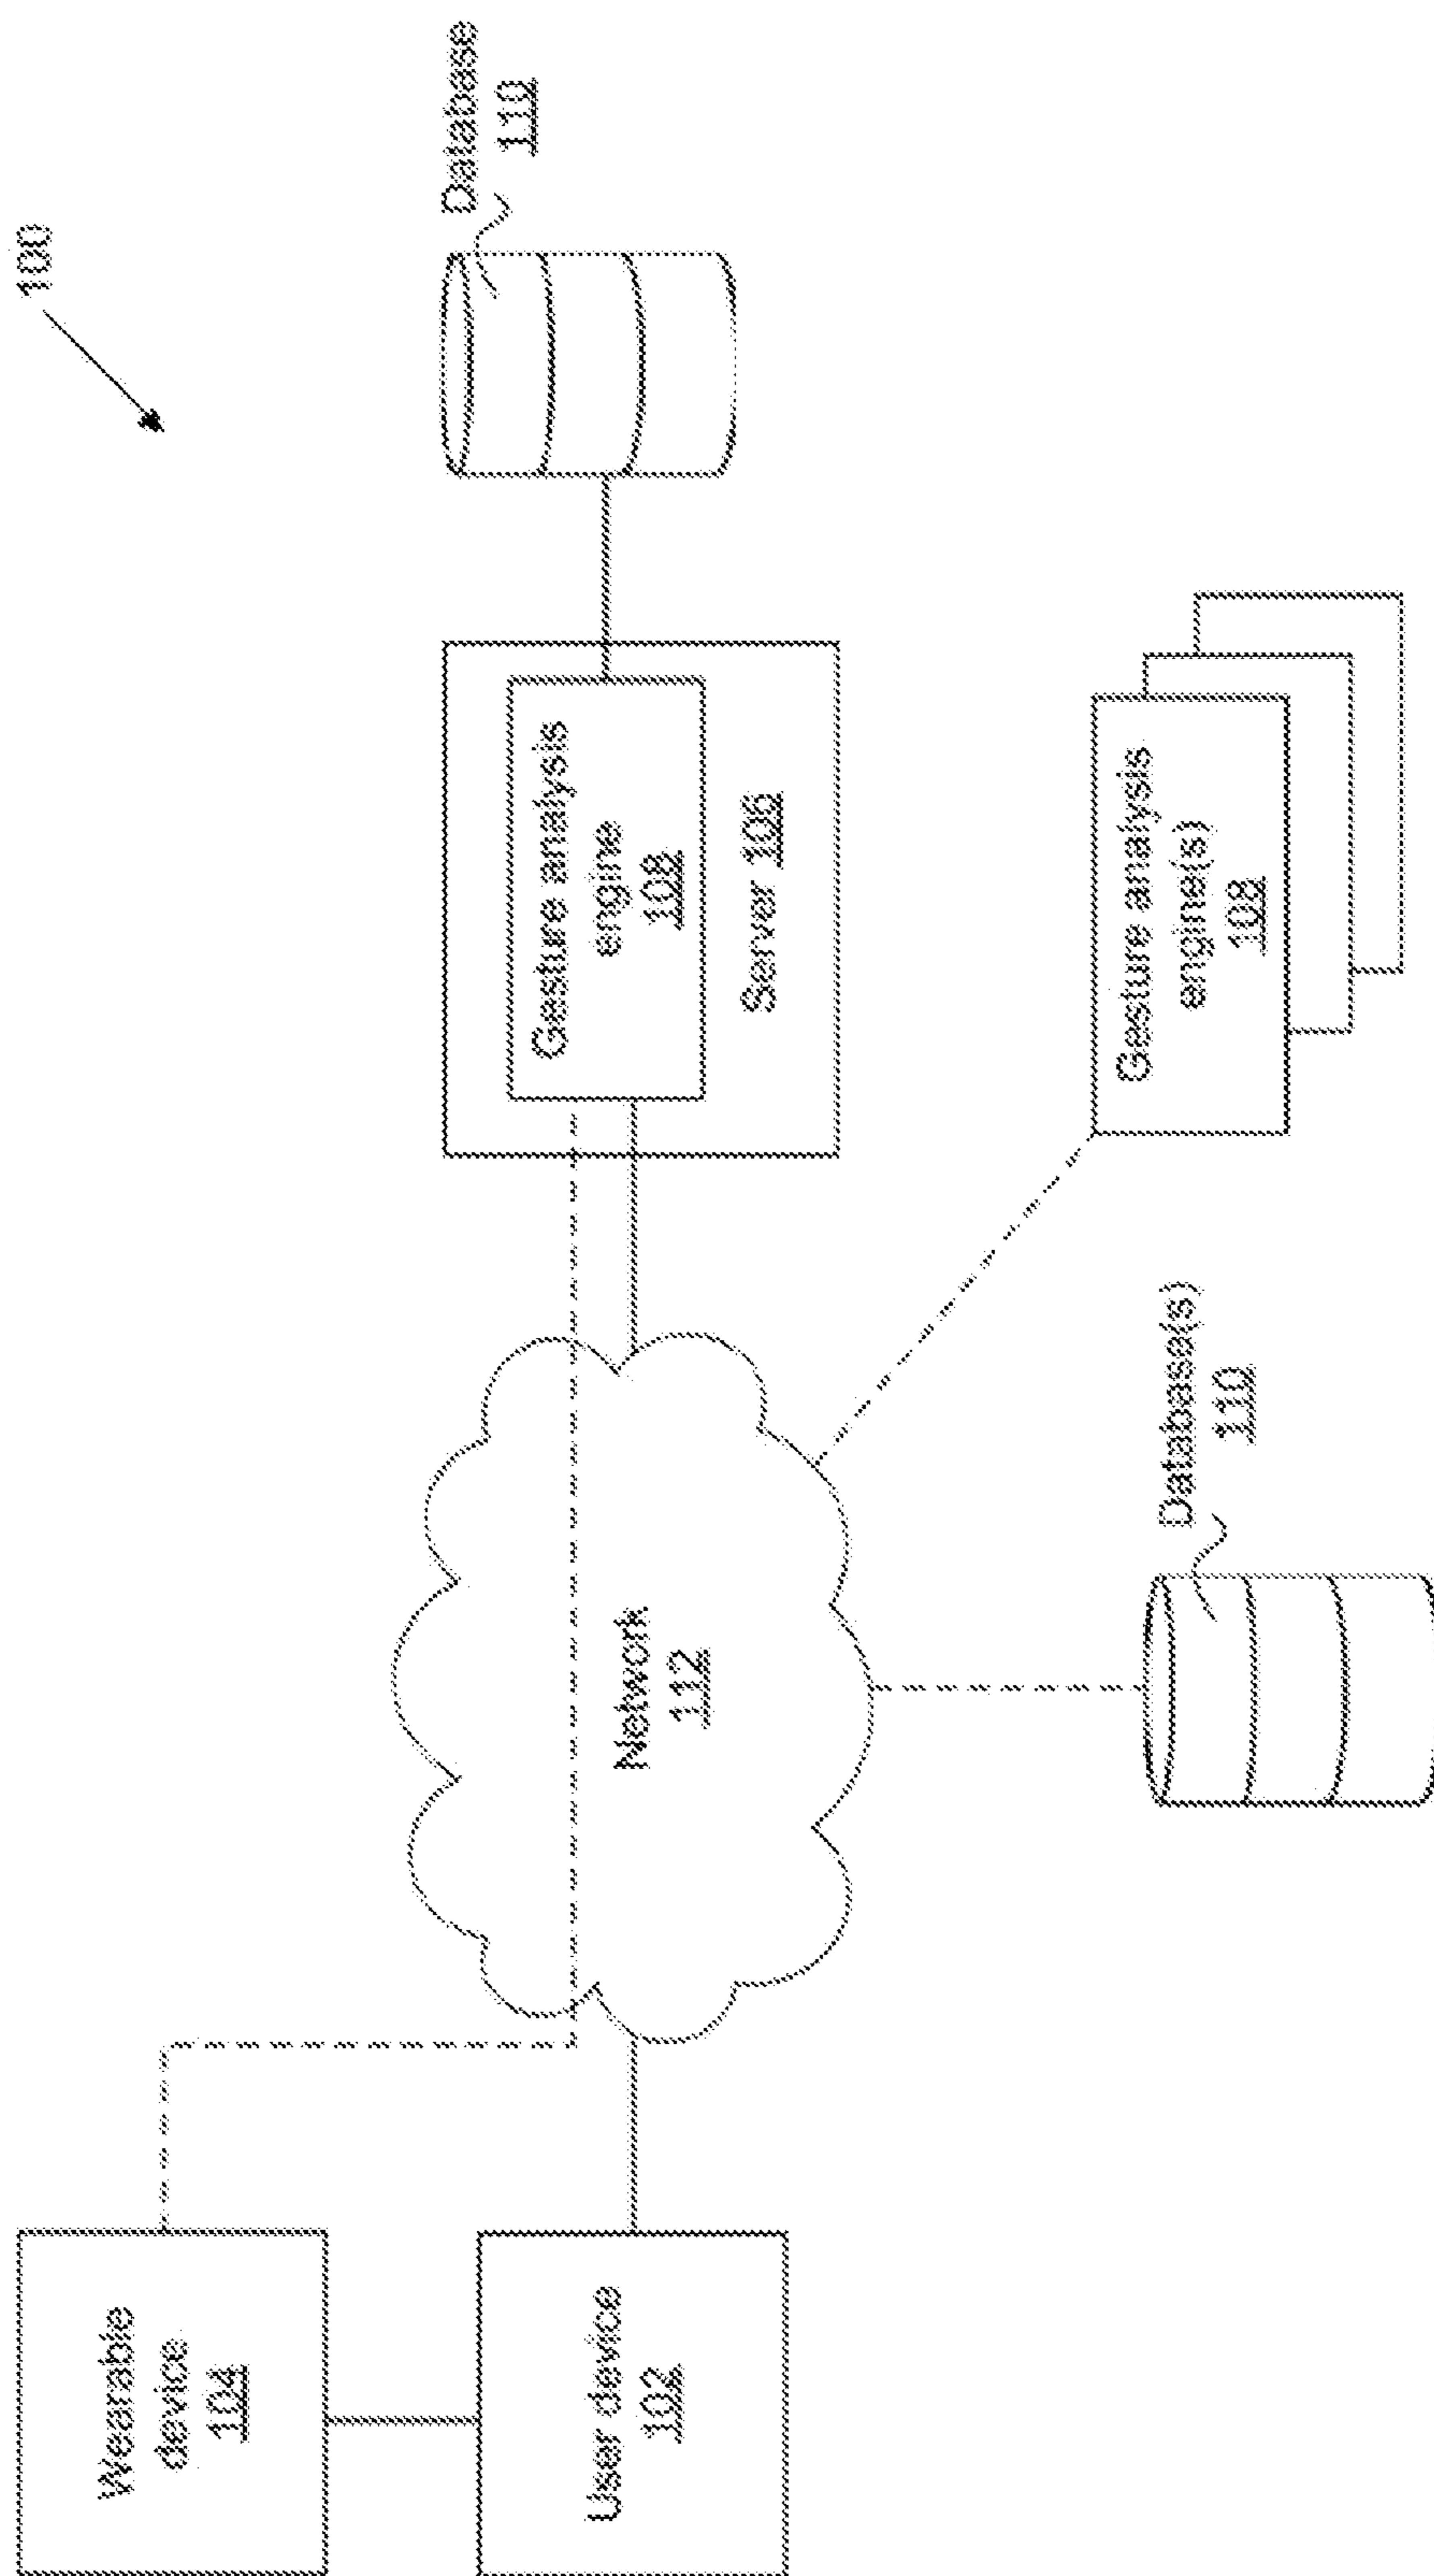 100
Wearable
device
104
User device
102
Network
112
Gesture analysis
engine
108
Server 106
Database
110
Database(s)
110
Gesture analysis
engine(s)
108